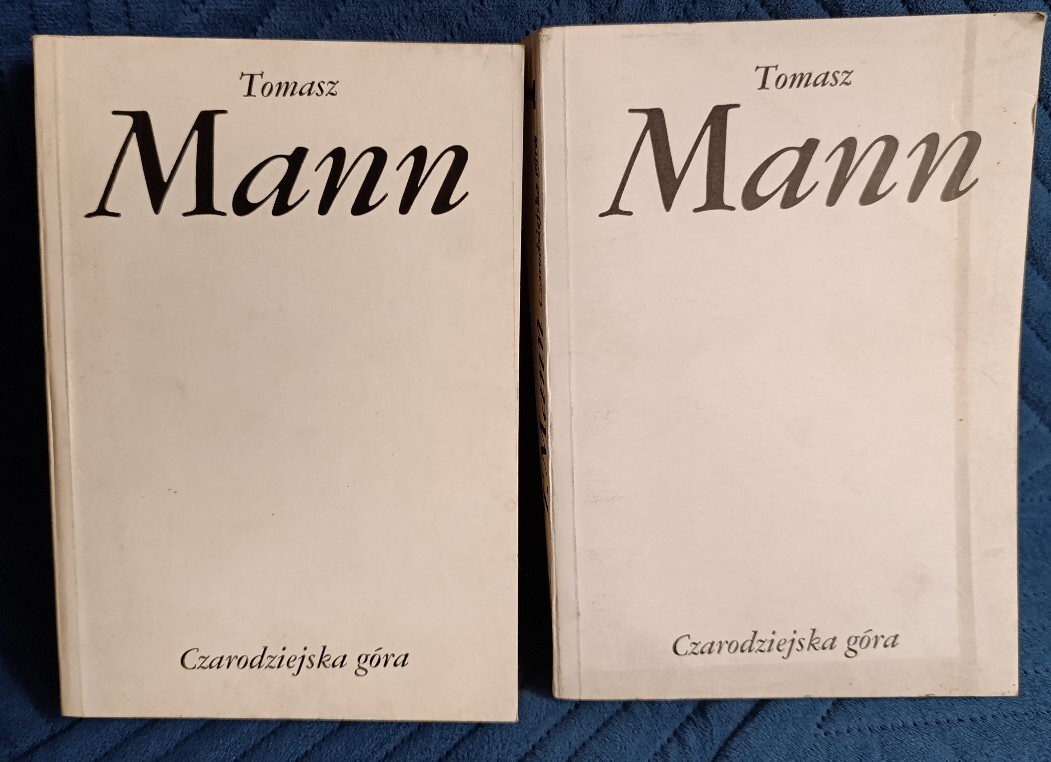 Tomasz
Mann
Czarodziejska góra
Tomasz
Mann
Czarodziejska góra